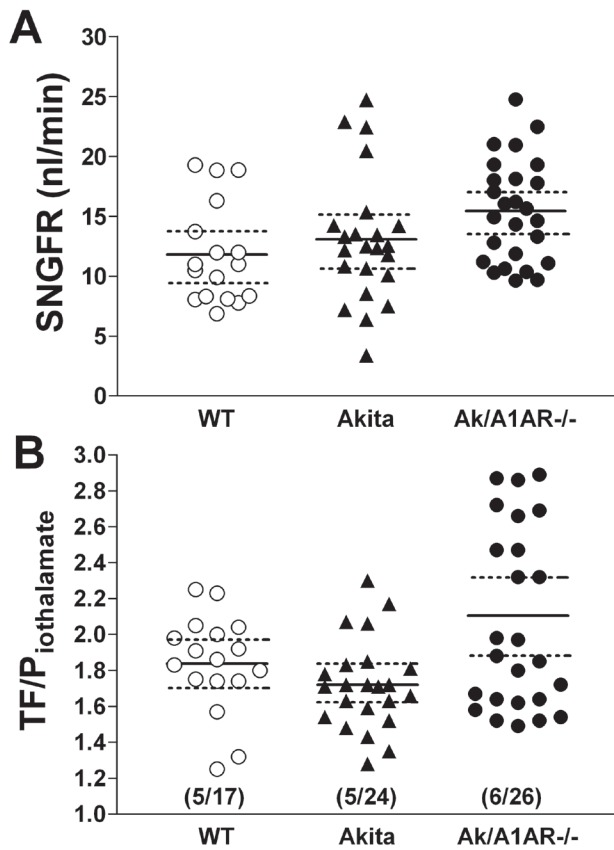 A
SNGFR (nl/min)
30
25
20
15
10
5
0
WT Akita Ak/A1AR-/-
B
TF/Piothalamate
3.0
2.8
2.6
2.4
2.2
2.0
1.8
1.6
1.4
1.2
1.0
(5/17) (5/24) (6/26)
WT Akita Ak/A1AR-/-